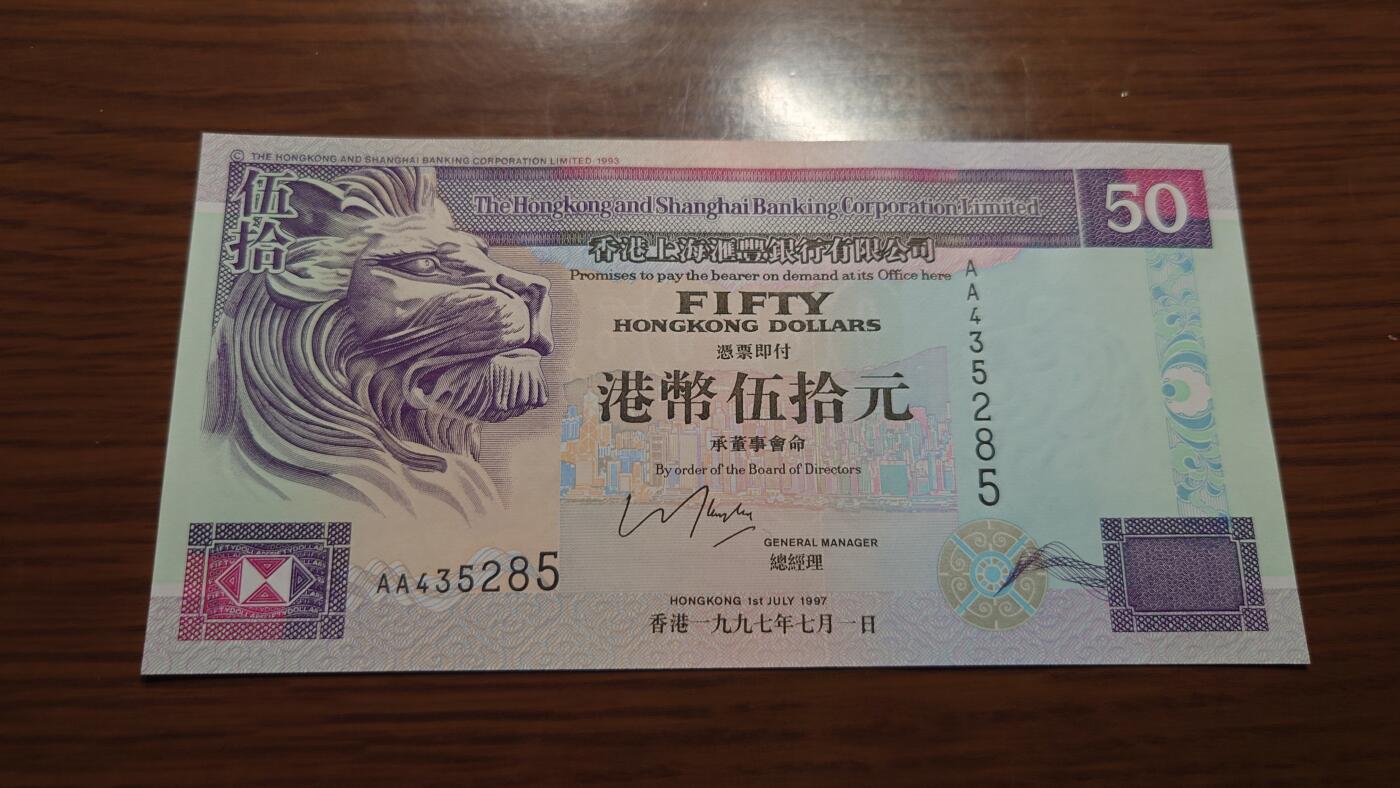 © THE HONGKONG AND SHANGHAI BANKING CORPORATION LIMITED 1993
伍拾
The Hongkong and Shanghai Banking Corporation Limited
50
香港上海滙豐銀行有限公司
Promises to pay the bearer on demand at its Office here
FIFTY
HONGKONG DOLLARS
憑票即付
港幣伍拾元
承董事會命
By order of the Board of Directors
GENERAL MANAGER
總經理
AA435285
AA435285
HONGKONG 1st JULY 1997
香港一九九七年七月一日